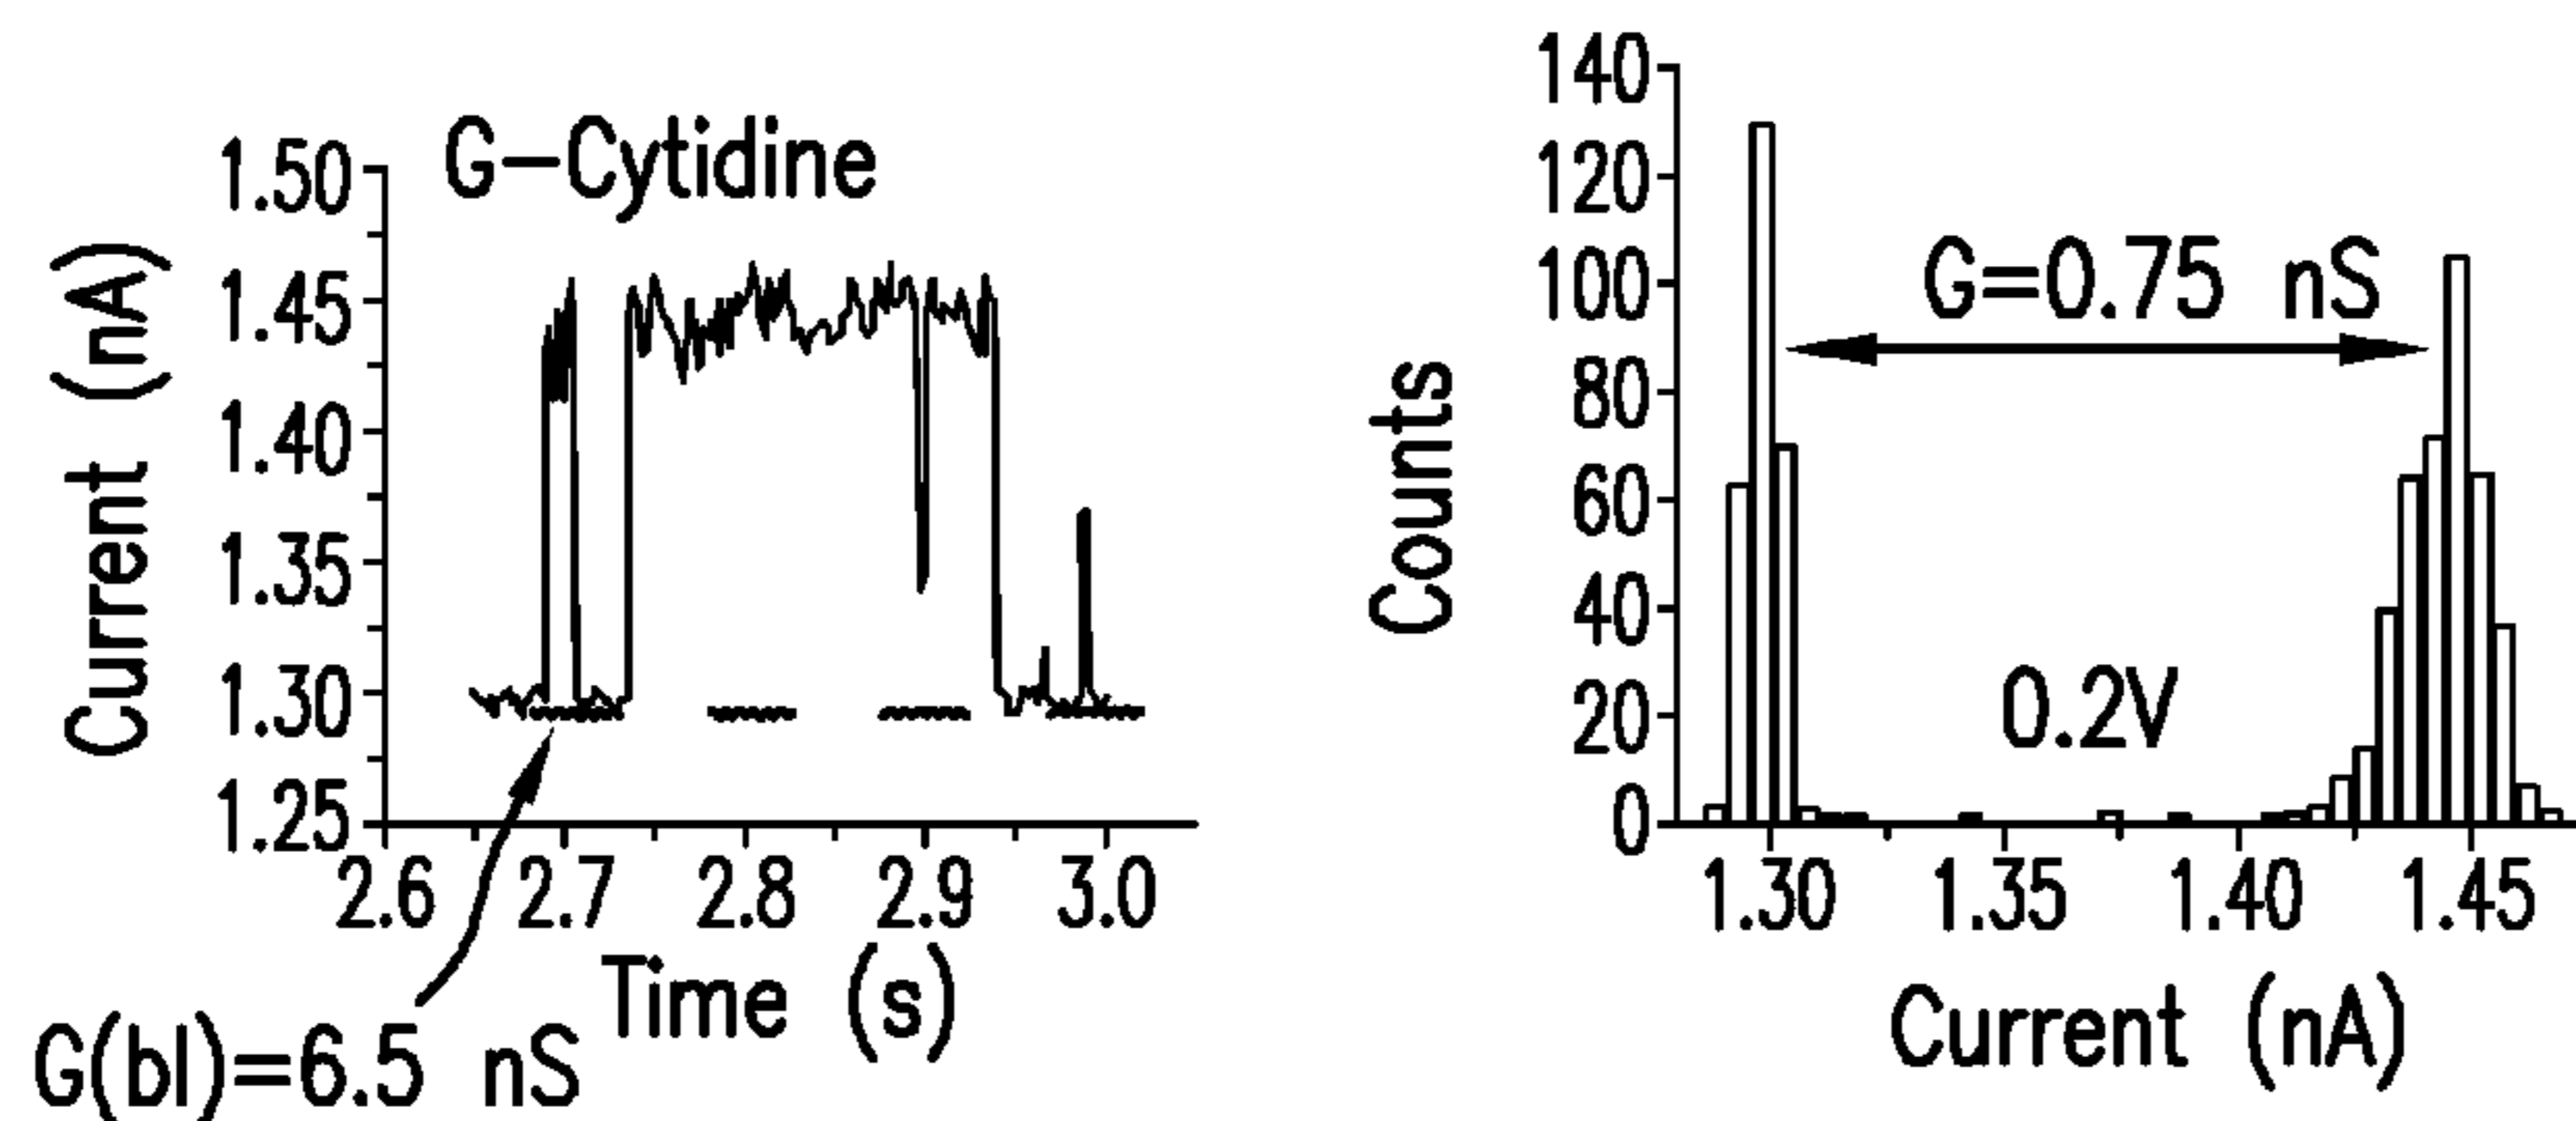 G-Cytidine
Current (nA)
1.50
1.45
1.40
1.35
1.30
1.25
2.6 2.7 2.8 2.9 3.0
Time (s)
G(bl)=6.5 nS
Counts
140
120
100
80
60
40
20
0
G=0.75 nS
0.2V
1.30 1.35 1.40 1.45
Current (nA)